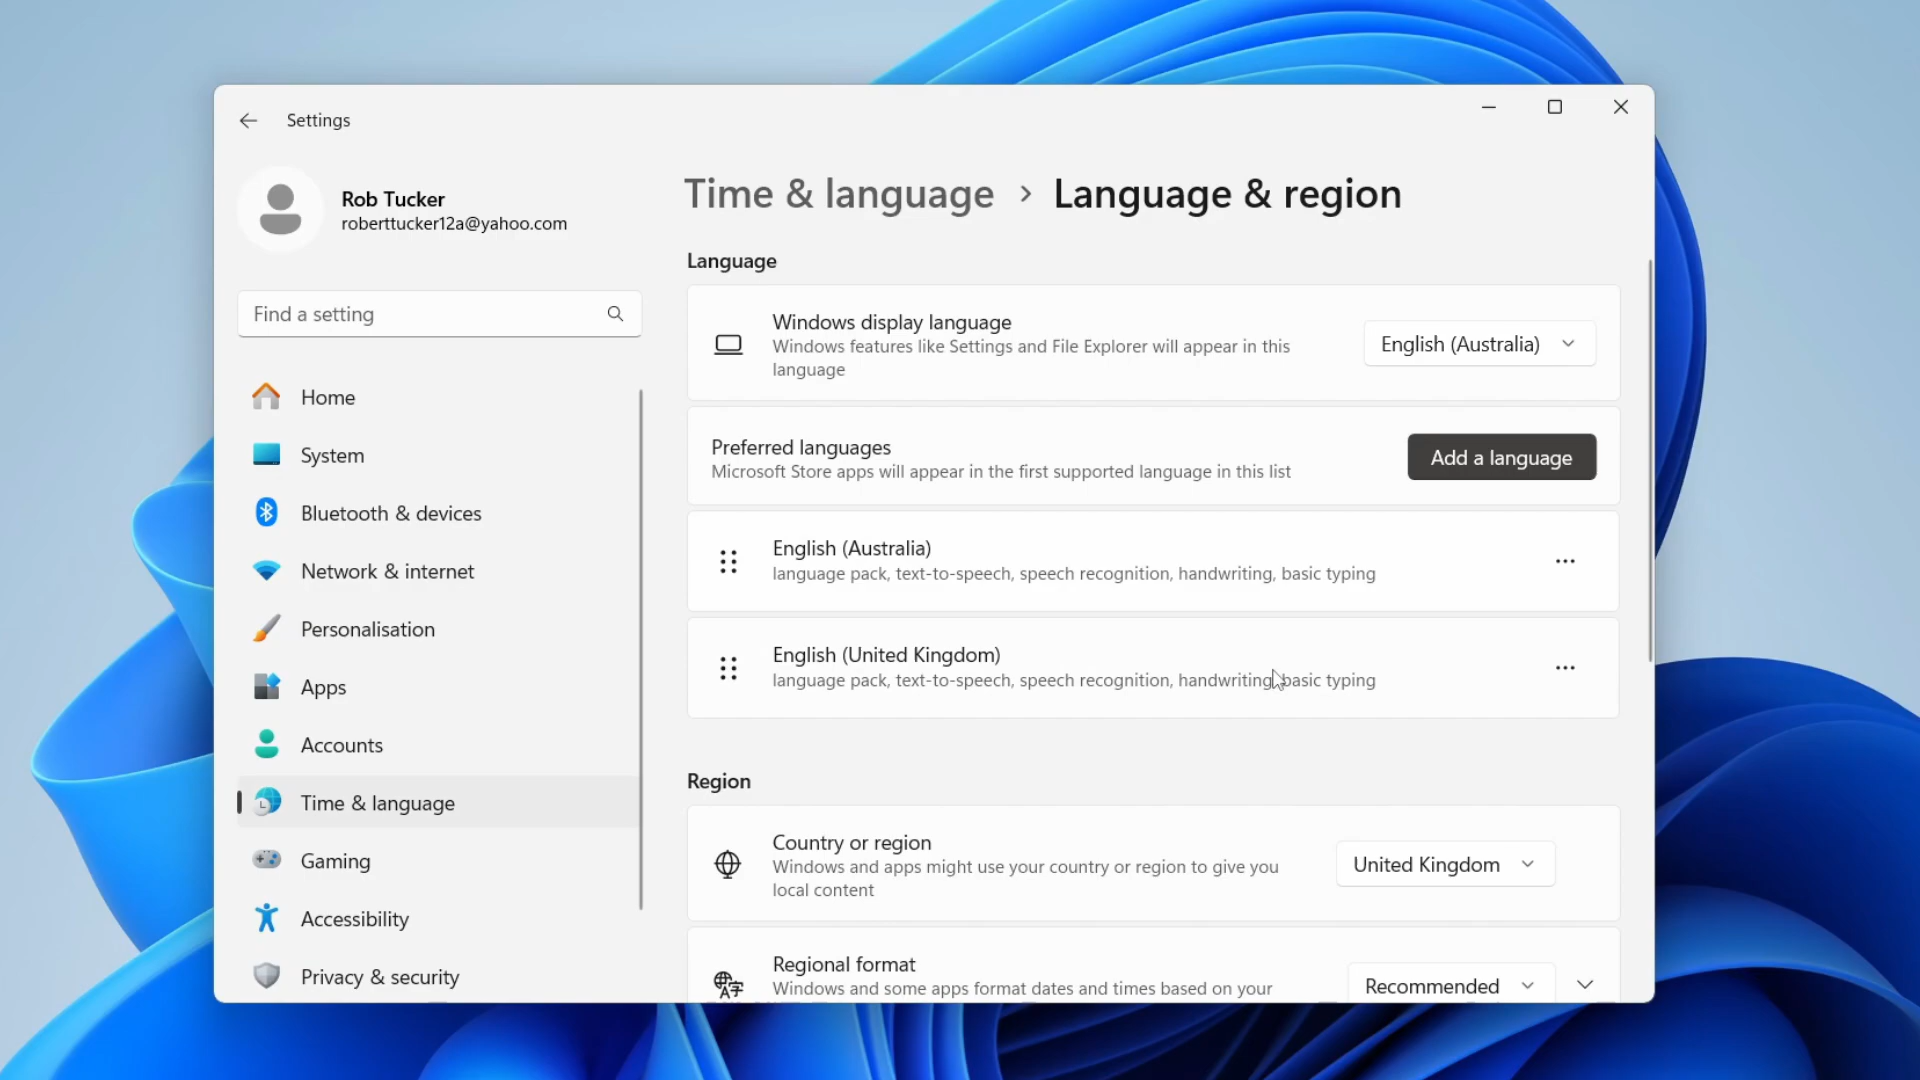 Settings
Rob Tucker
roberttucker12a@yahoo.com
Find a setting
Home
System
Bluetooth & devices
Network & internet
Personalisation
Apps
Accounts
Time & language
Gaming
Accessibility
Privacy & security
Time & language > Language & region
Language
Windows display language
Windows features like Settings and File Explorer will appear in this
language
English (Australia)
Preferred languages
Microsoft Store apps will appear in the first supported language in this list
Add a language
English (Australia)
language pack, text-to-speech, speech recognition, handwriting, basic typing
English (United Kingdom)
language pack, text-to-speech, speech recognition, handwriting, basic typing
Region
Country or region
Windows and apps might use your country or region to give you
local content
United Kingdom
Regional format
Windows and some apps format dates and times based on your
Recommended